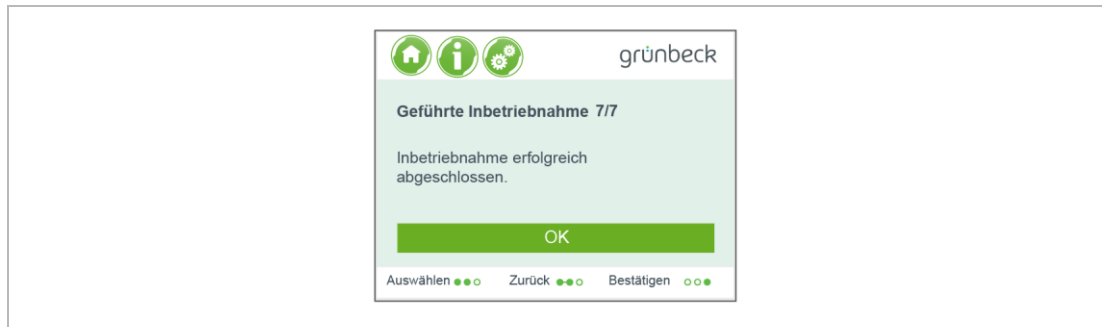 grünbeck
Geführte Inbetriebnahme 7/7
Inbetriebnahme erfolgreich
abgeschlossen.
OK
Auswählen Zurück Bestätigen